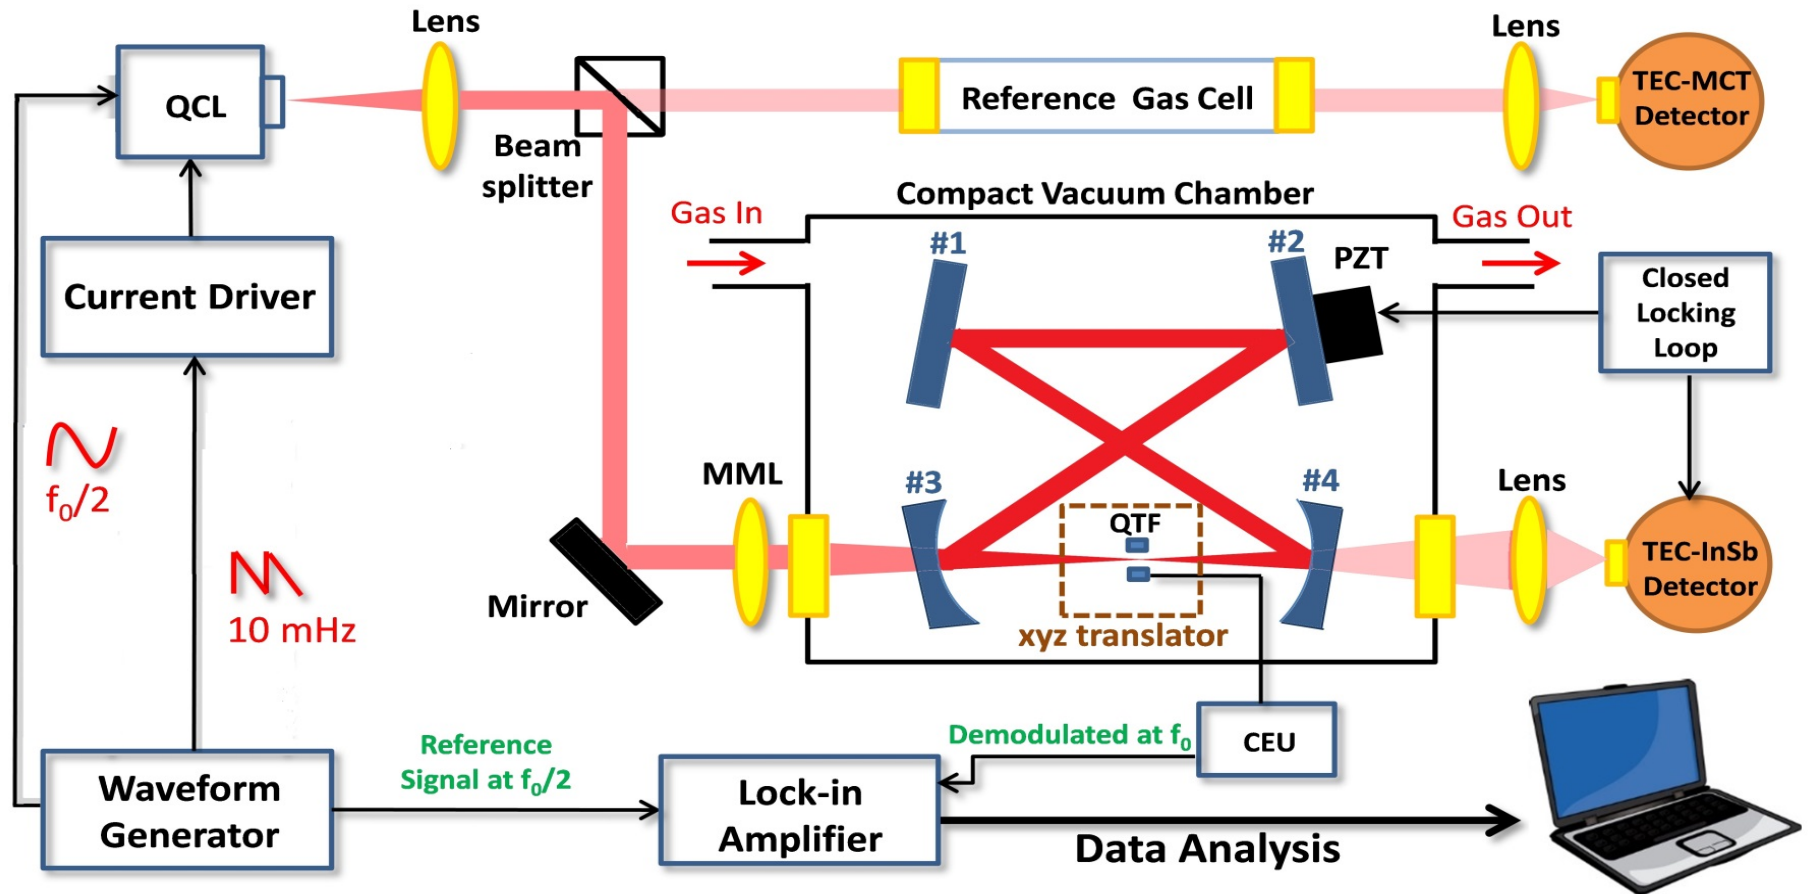 Lens
Lens
QCL
Reference Gas Cell
TEC-MCT
Detector
Beam
splitter
Compact Vacuum Chamber
Gas In
Gas Out
#1
#2
PZT
Current Driver
Closed
Locking
Loop
f₀/2
MML
#3
#4
Lens
QTF
TEC-InSb
Detector
Mirror
10 mHz
xyz translator
Reference
Signal at f₀/2
Demodulated at f₀
CEU
Waveform
Generator
Lock-in
Amplifier
Data Analysis